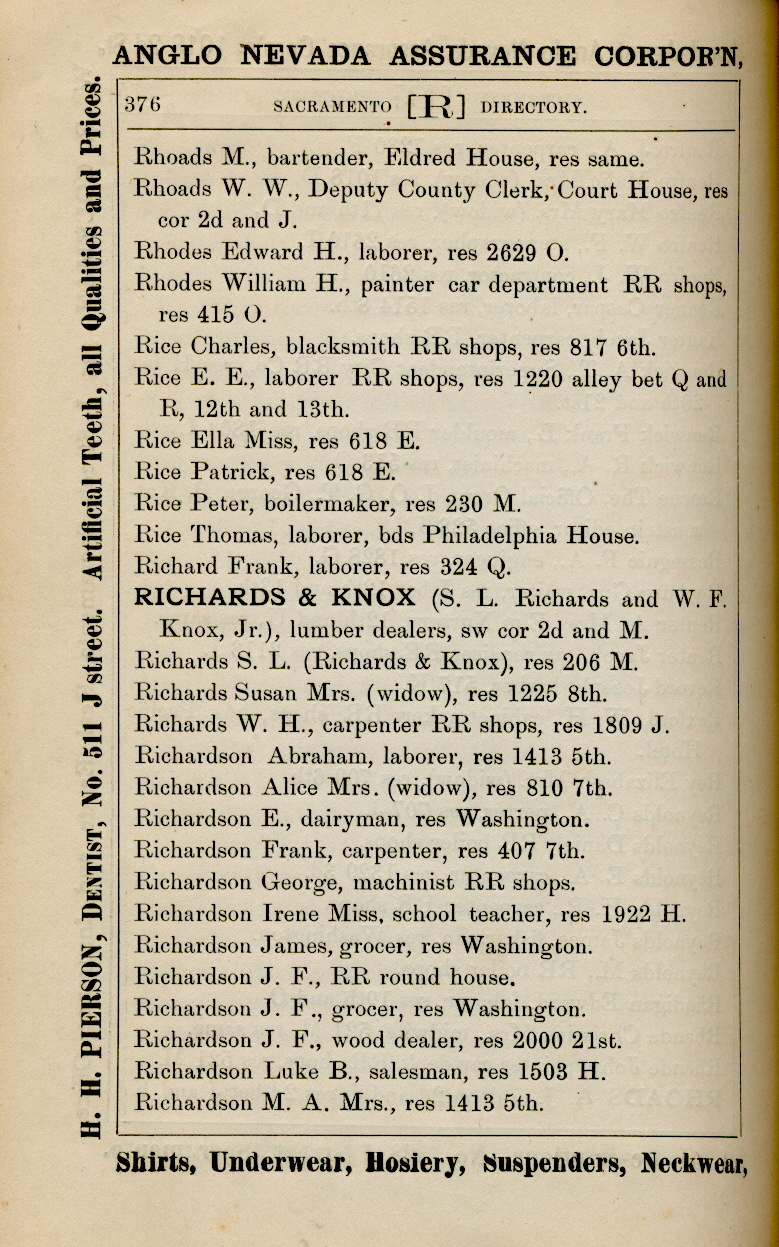 ANGLO NEVADA ASSURANCE CORPOR'N,
376 SACRAMENTO [R] DIRECTORY.
Rhoads M., bartender, Eldred House, res same.
Rhoads W. W., Deputy County Clerk, Court House, res
cor 2d and J.
Rhodes Edward H., laborer, res 2629 O.
Rhodes William H., painter car department RR shops,
res 415 O.
Rice Charles, blacksmith RR shops, res 817 6th.
Rice E. E., laborer RR shops, res 1220 alley bet Q and
R, 12th and 13th.
Rice Ella Miss, res 618 E.
Rice Patrick, res 618 E.
Rice Peter, boilermaker, res 230 M.
Rice Thomas, laborer, bds Philadelphia House.
Richard Frank, laborer, res 324 Q.
RICHARDS & KNOX (S. L. Richards and W. F.
Knox, Jr.), lumber dealers, sw cor 2d and M.
Richards S. L. (Richards & Knox), res 206 M.
Richards Susan Mrs. (widow), res 1225 8th.
Richards W. H., carpenter RR shops, res 1809 J.
Richardson Abraham, laborer, res 1413 5th.
Richardson Alice Mrs. (widow), res 810 7th.
Richardson E., dairyman, res Washington.
Richardson Frank, carpenter, res 407 7th.
Richardson George, machinist RR shops.
Richardson Irene Miss, school teacher, res 1922 H.
Richardson James, grocer, res Washington.
Richardson J. F., RR round house.
Richardson J. F., grocer, res Washington.
Richardson J. F., wood dealer, res 2000 21st.
Richardson Luke B., salesman, res 1503 H.
Richardson M. A. Mrs., res 1413 5th.
Shirts, Underwear, Hosiery, Suspenders, Neckwear,
H. H. PIERSON, DENTIST, No. 511 J street. Artificial Teeth, all Qualities and Prices.